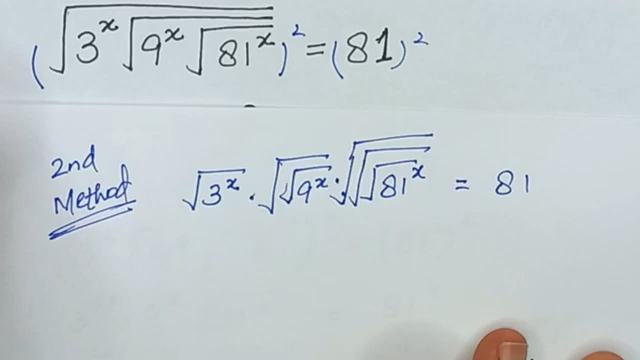 (√(3^x √(9^x √(81^x))))^2 = (81)^2
2nd
Method √(3^x) · √(√(9^x)) · √(√(√(81^x))) = 81